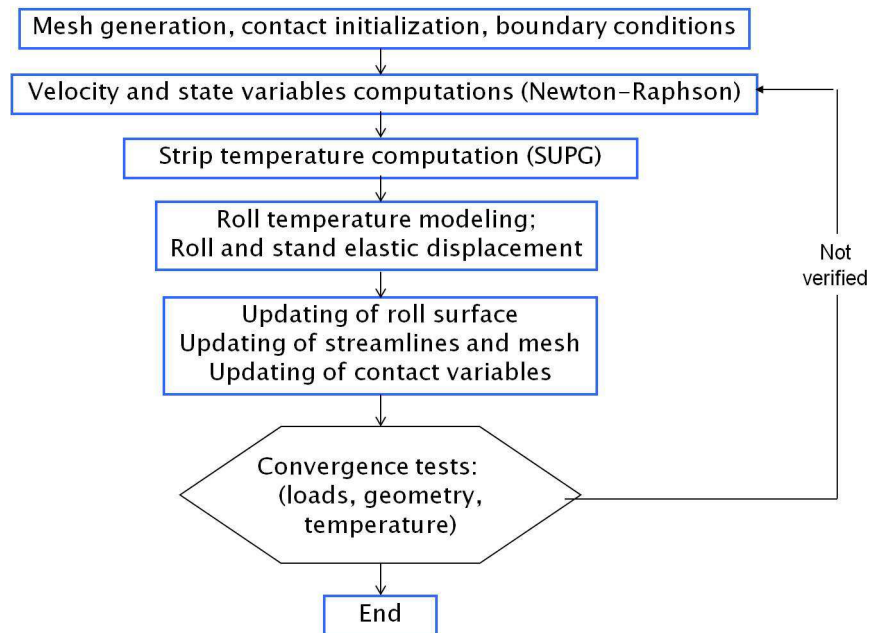 Mesh generation, contact initialization, boundary conditions
Velocity and state variables computations (Newton-Raphson)
Strip temperature computation (SUPG)
Roll temperature modeling;
Roll and stand elastic displacement
Not
verified
Updating of roll surface
Updating of streamlines and mesh
Updating of contact variables
Convergence tests:
(loads, geometry,
temperature)
End